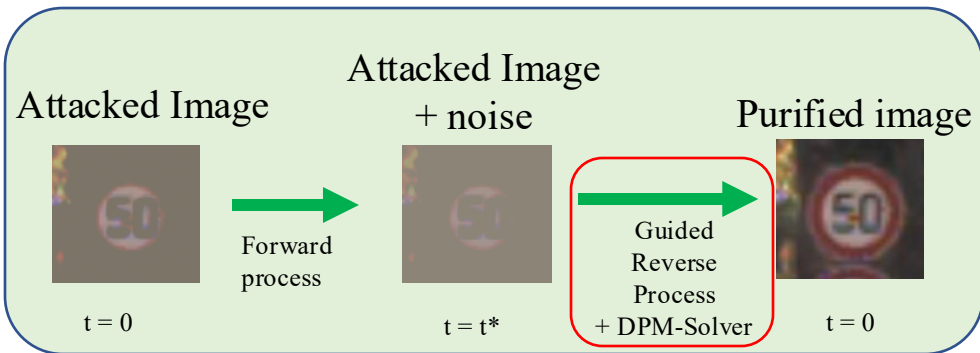 Attacked Image
Attacked Image
+ noise
Purified image
50
50
50
Forward
process
Guided
Reverse
Process
+ DPM-Solver
t = 0
t = t*
t = 0